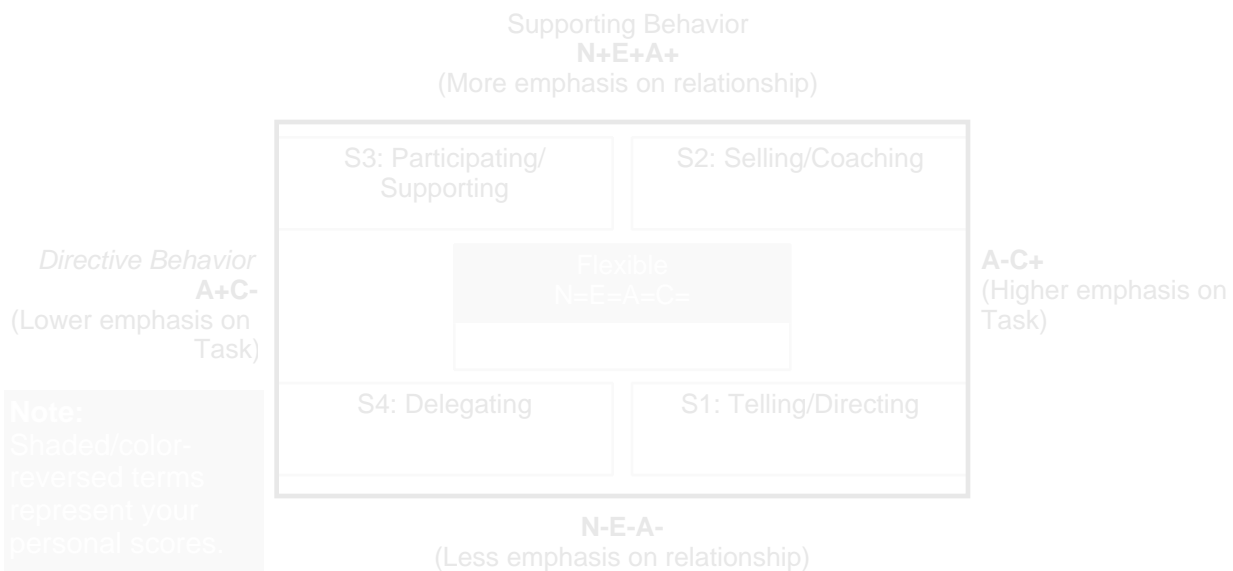 Supporting Behavior
N+E+A+
(More emphasis on relationship)
S3: Participating/
Supporting
S2: Selling/Coaching
Directive Behavior
A+C-
(Lower emphasis on
Task)
Flexible
N=E=A=C=
A-C+
(Higher emphasis on
Task)
Note:
Shaded/color-
reversed terms
represent your
personal scores.
S4: Delegating
S1: Telling/Directing
N-E-A-
(Less emphasis on relationship)